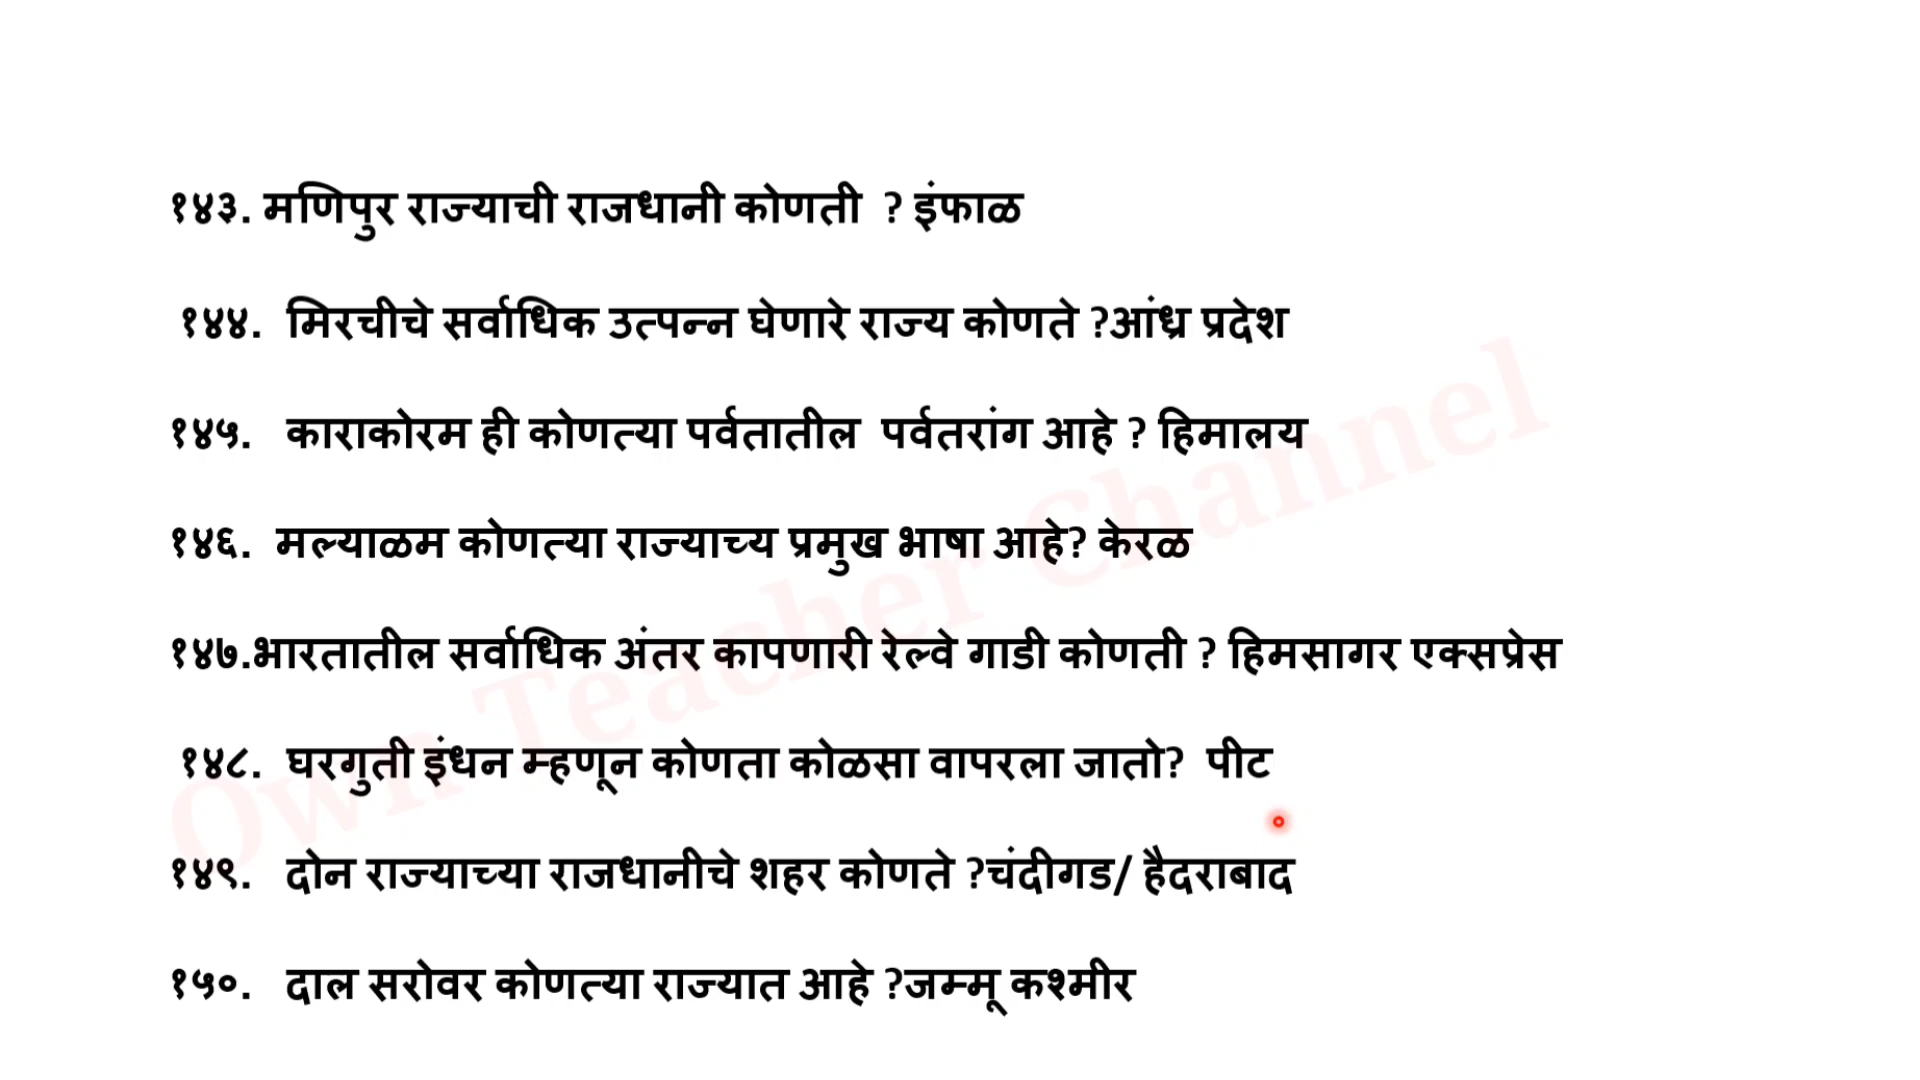 १४३. मणिपुर राज्याची राजधानी कोणती ? इंफाळ
१४४. मिरचीचे सर्वाधिक उत्पन्न घेणारे राज्य कोणते ?आंध्र प्रदेश
१४५. काराकोरम ही कोणत्या पर्वतातील पर्वतरांग आहे ? हिमालय
१४६. मल्याळम कोणत्या राज्याच्य प्रमुख भाषा आहे? केरळ
१४७.भारतातील सर्वाधिक अंतर कापणारी रेल्वे गाडी कोणती ? हिमसागर एक्सप्रेस
१४८. घरगुती इंधन म्हणून कोणता कोळसा वापरला जातो? पीट
१४९. दोन राज्याच्या राजधानीचे शहर कोणते ?चंदीगड/ हैदराबाद
१५०. दाल सरोवर कोणत्या राज्यात आहे ?जम्मू कश्मीर
Own Teacher Channel